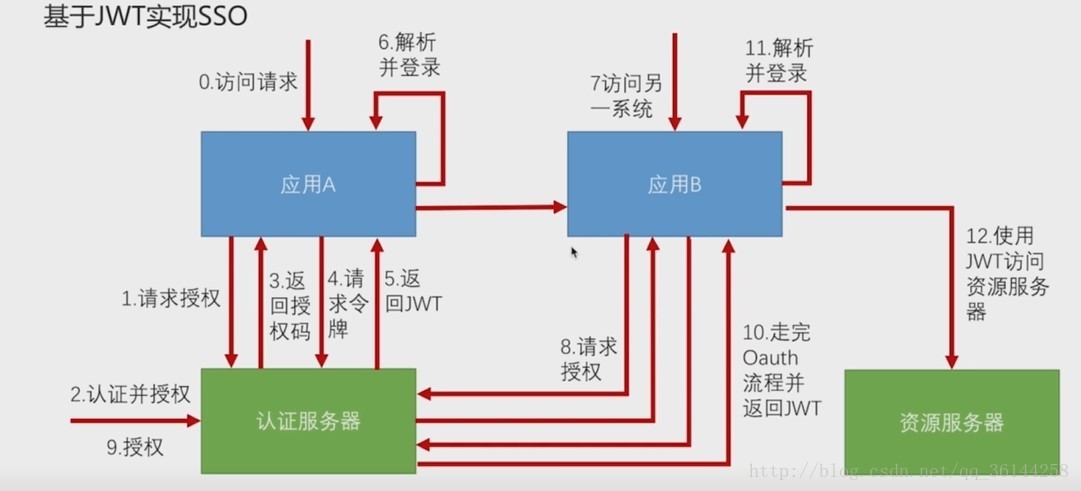 基于JWT实现SSO
0.访问请求
6.解析
并登录
7访问另
一系统
11.解析
并登录
应用A
应用B
1.请求授权
3.返
回授
权码
4.请
求令
牌
5.返
回JWT
8.请求
授权
10.走完
Oauth
流程并
返回JWT
12.使用
JWT访问
资源服务
器
2.认证并授权
9.授权
认证服务器
资源服务器
http://blog.csdn.net/qq_36144258